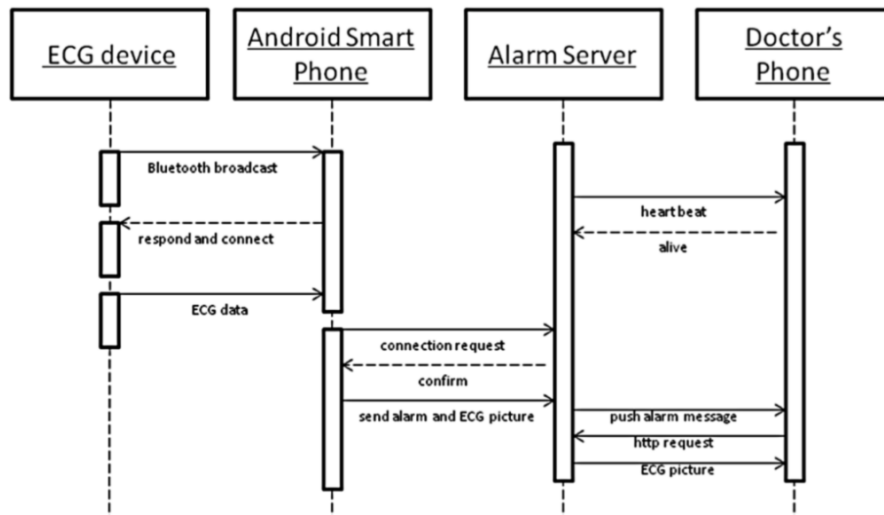 ECG device
Android Smart
Phone
Alarm Server
Doctor's
Phone
Bluetooth broadcast
heart beat
respond and connect
alive
ECG data
connection request
confirm
send alarm and ECG picture
push alarm message
http request
ECG picture